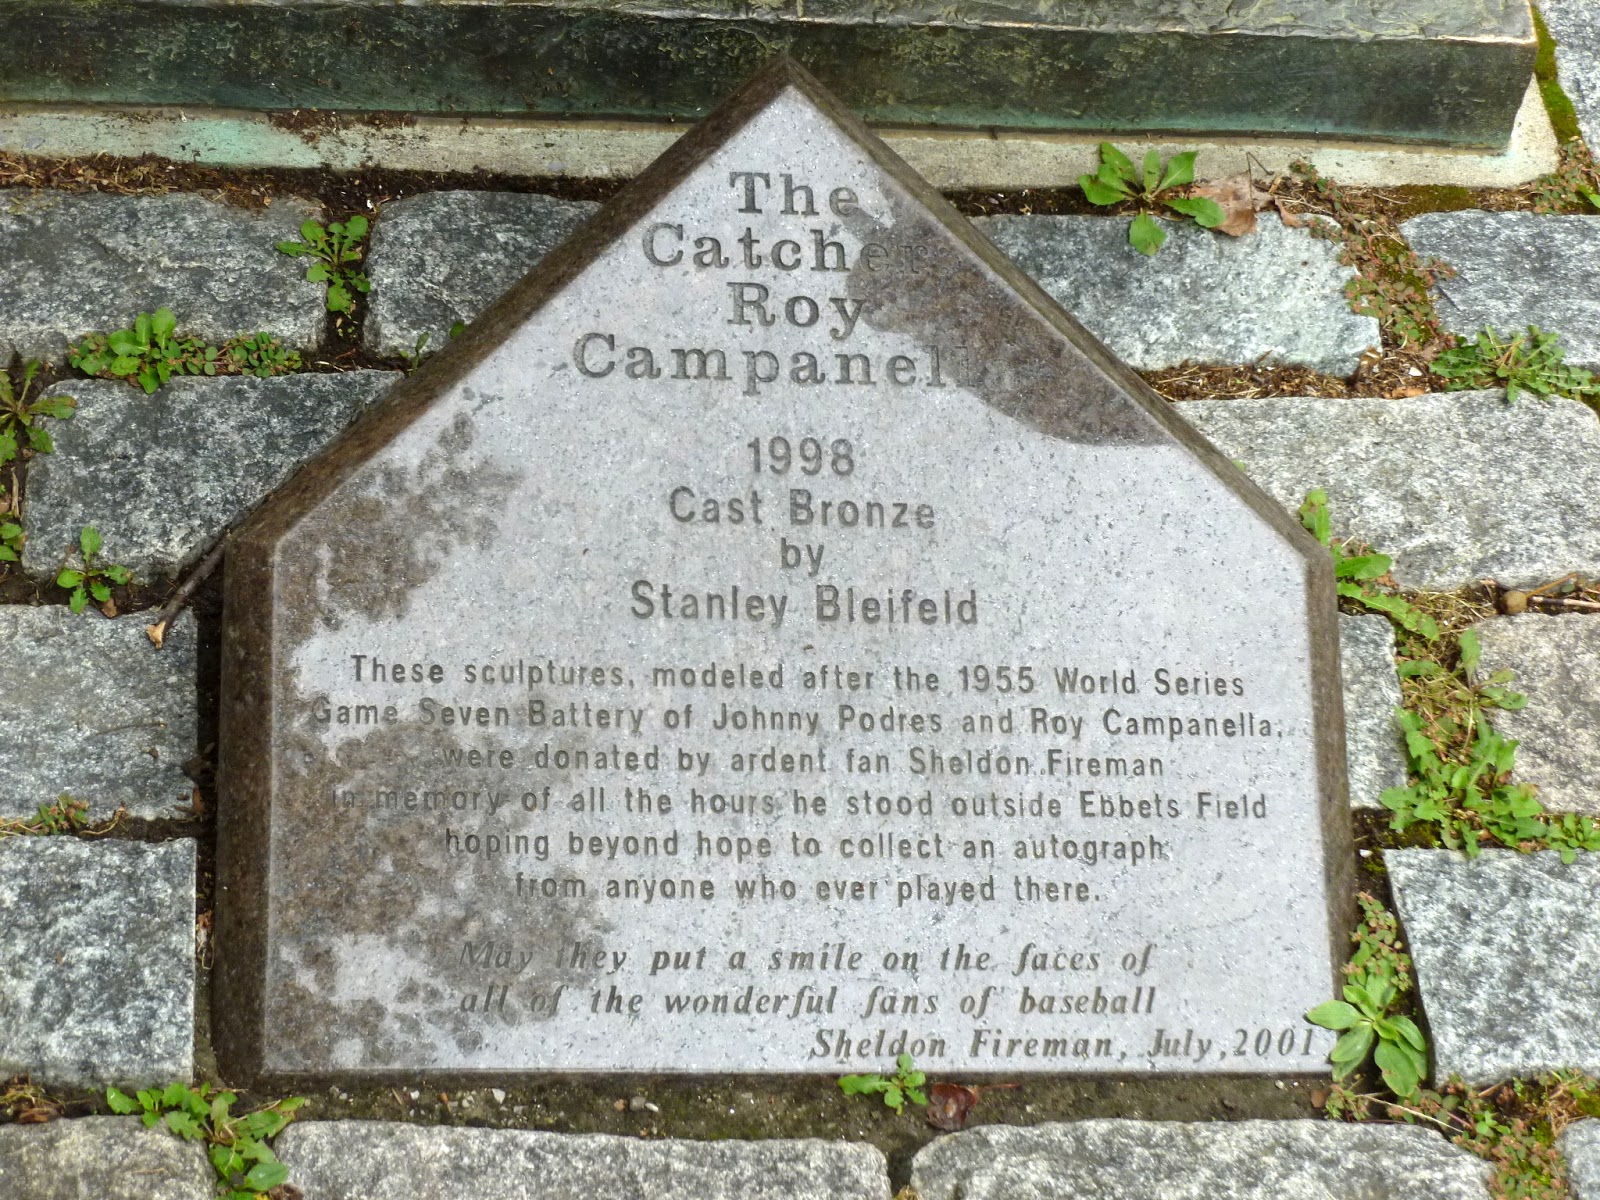 The
Catcher
Roy
Campanella
1998
Cast Bronze
by
Stanley Bleifeld
These sculptures, modeled after the 1955 World Series
Game Seven Battery of Johnny Podres and Roy Campanella,
were donated by ardent fan Sheldon Fireman
in memory of all the hours he stood outside Ebbets Field
hoping beyond hope to collect an autograph
from anyone who ever played there.
May they put a smile on the faces of
all of the wonderful fans of baseball
Sheldon Fireman, July, 2001